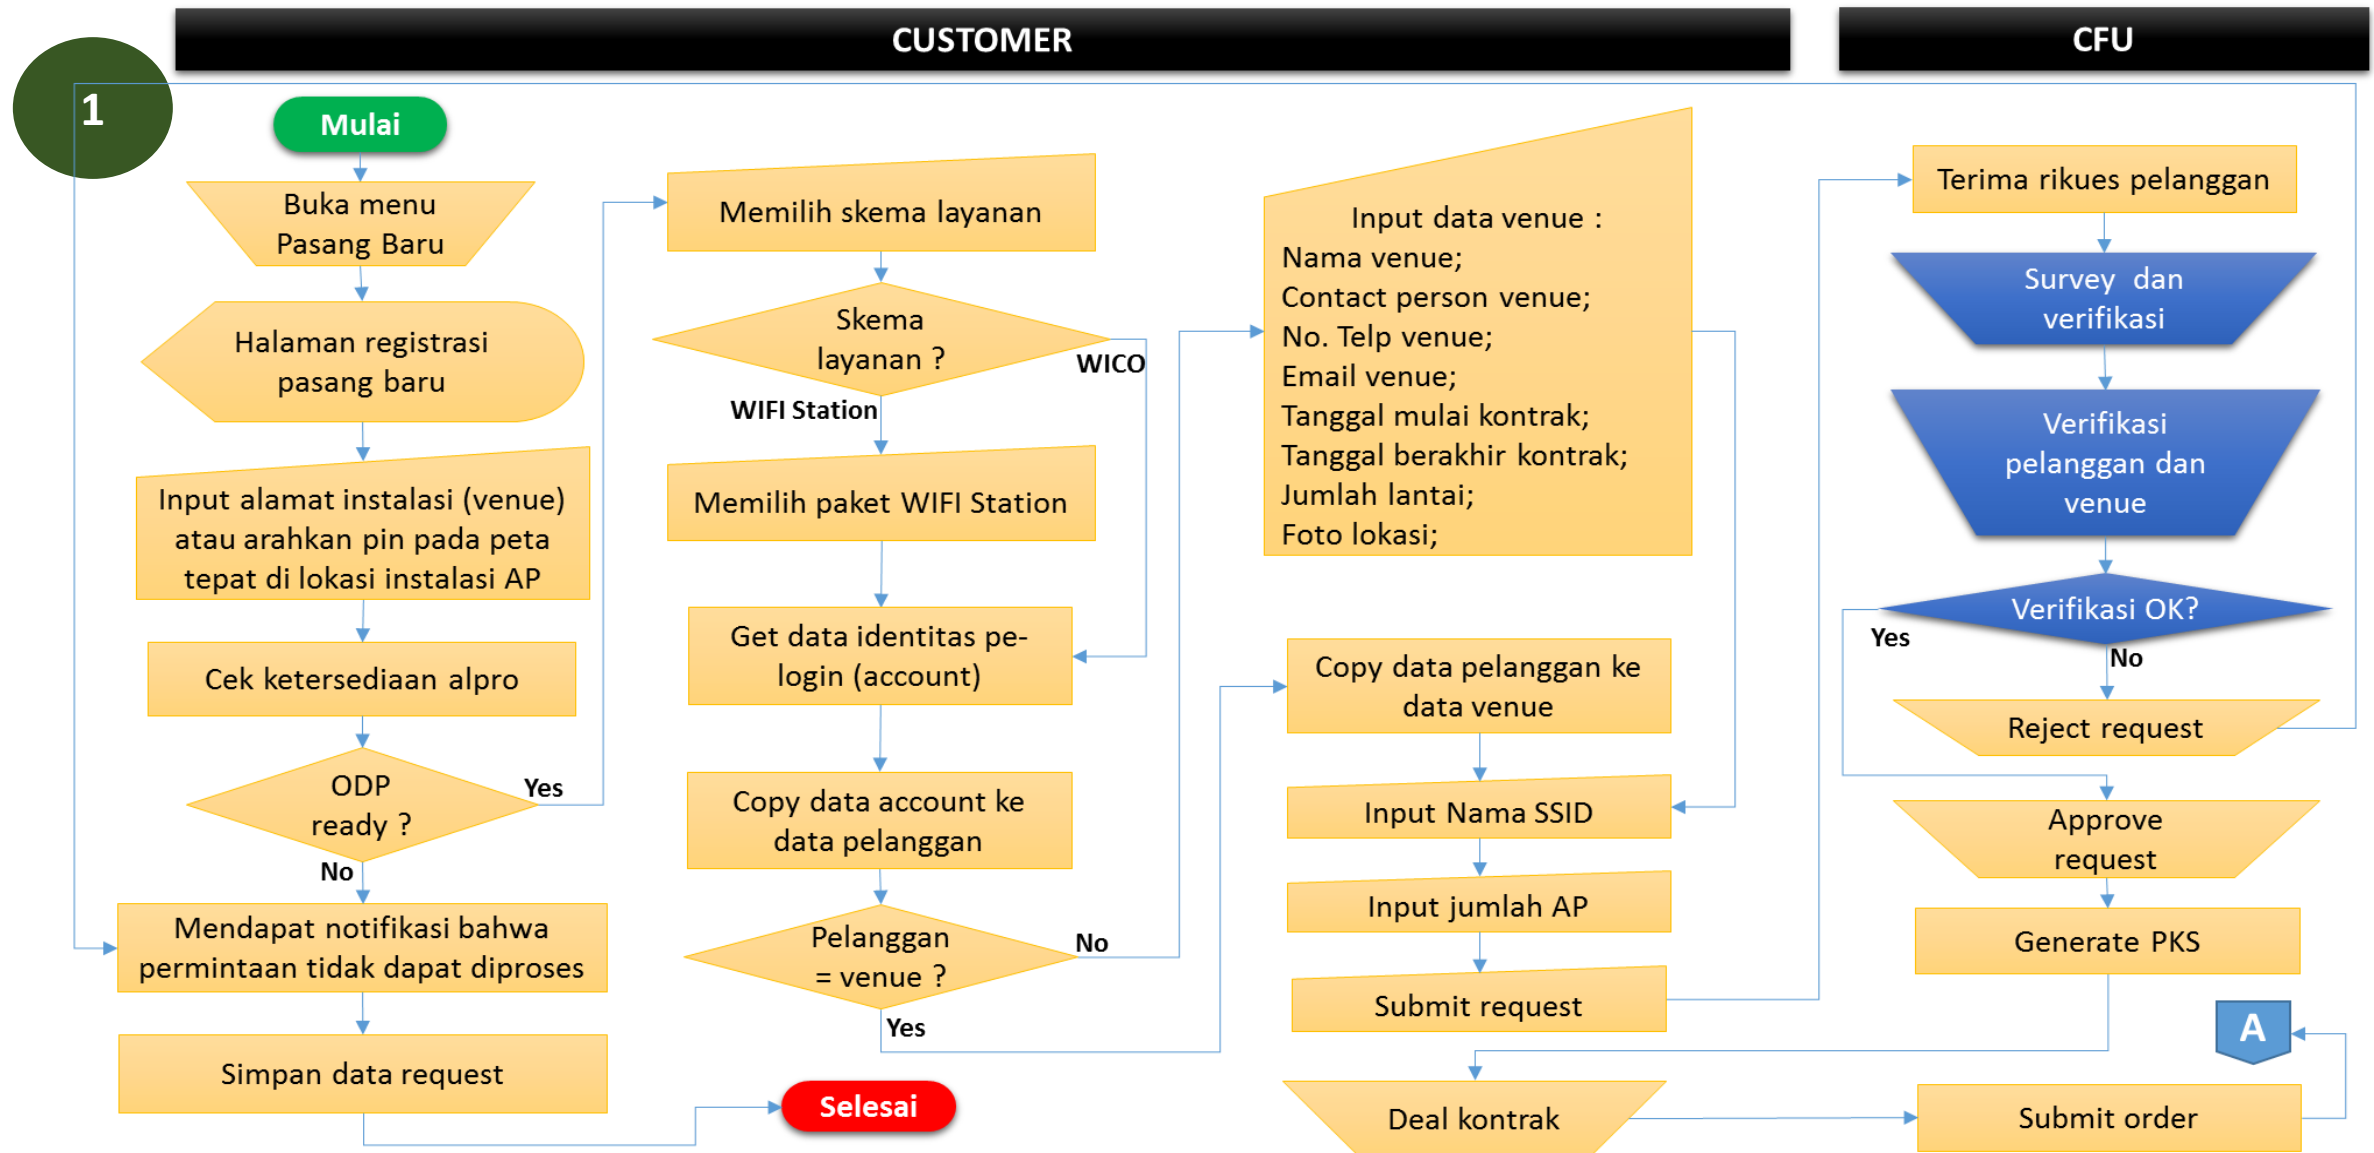 CUSTOMER
CFU
1
Mulai
Buka menu
Pasang Baru
Halaman registrasi
pasang baru
Input alamat instalasi (venue)
atau arahkan pin pada peta
tepat di lokasi instalasi AP
Cek ketersediaan alpro
ODP
ready ?
Yes
No
Mendapat notifikasi bahwa
permintaan tidak dapat diproses
Simpan data request
Selesai
Memilih skema layanan
Skema
layanan ?
WICO
WIFI Station
Memilih paket WIFI Station
Get data identitas pe-
login (account)
Copy data account ke
data pelanggan
Pelanggan
= venue ?
No
Yes
Input data venue :
Nama venue;
Contact person venue;
No. Telp venue;
Email venue;
Tanggal mulai kontrak;
Tanggal berakhir kontrak;
Jumlah lantai;
Foto lokasi;
Copy data pelanggan ke
data venue
Input Nama SSID
Input jumlah AP
Submit request
Terima rikues pelanggan
Survey dan
verifikasi
Verifikasi
pelanggan dan
venue
Verifikasi OK?
Yes
No
Reject request
Approve
request
Generate PKS
Deal kontrak
Submit order
A